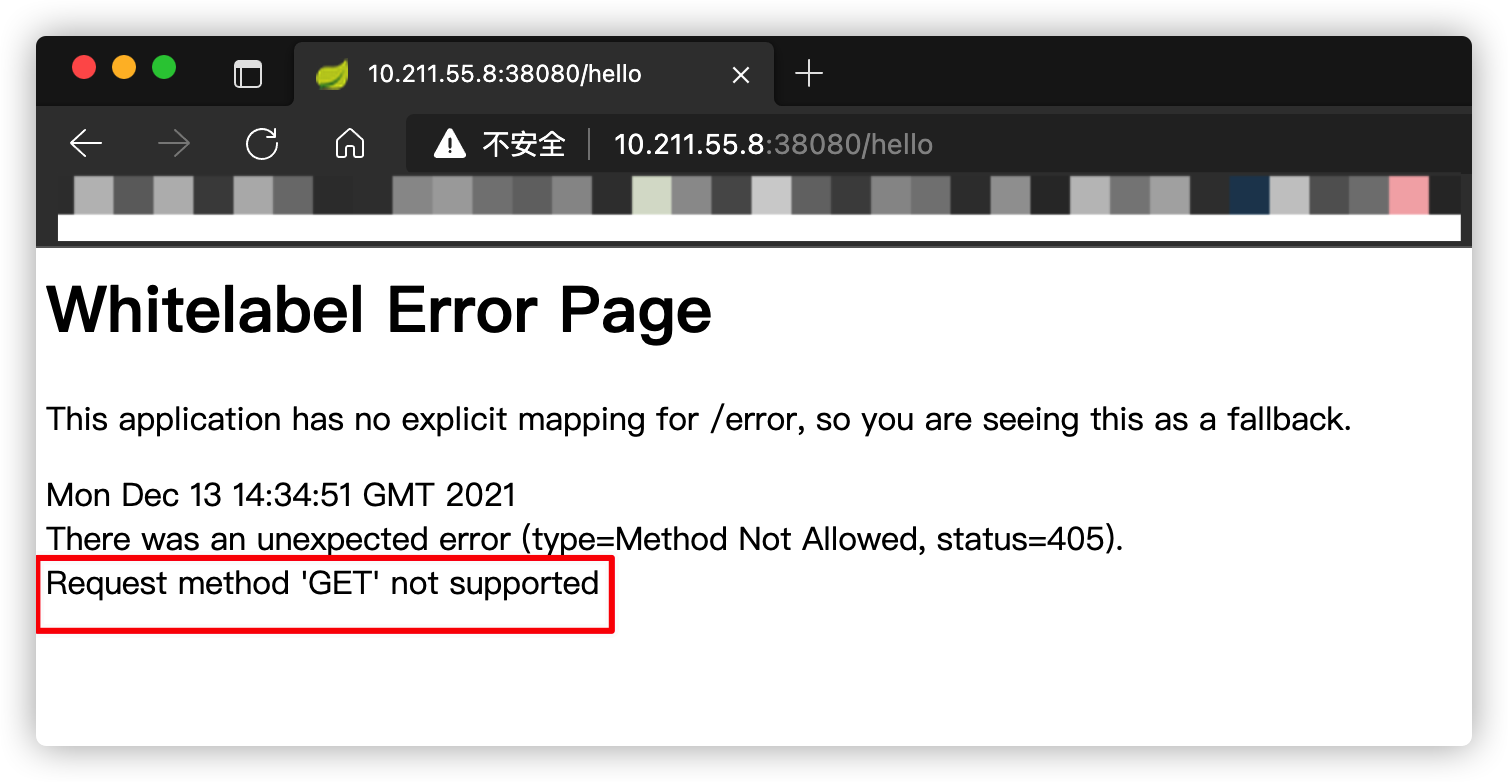 10.211.55.8:38080/hello
不安全 10.211.55.8:38080/hello
Whitelabel Error Page
This application has no explicit mapping for /error, so you are seeing this as a fallback.
Mon Dec 13 14:34:51 GMT 2021
There was an unexpected error (type=Method Not Allowed, status=405).
Request method 'GET' not supported